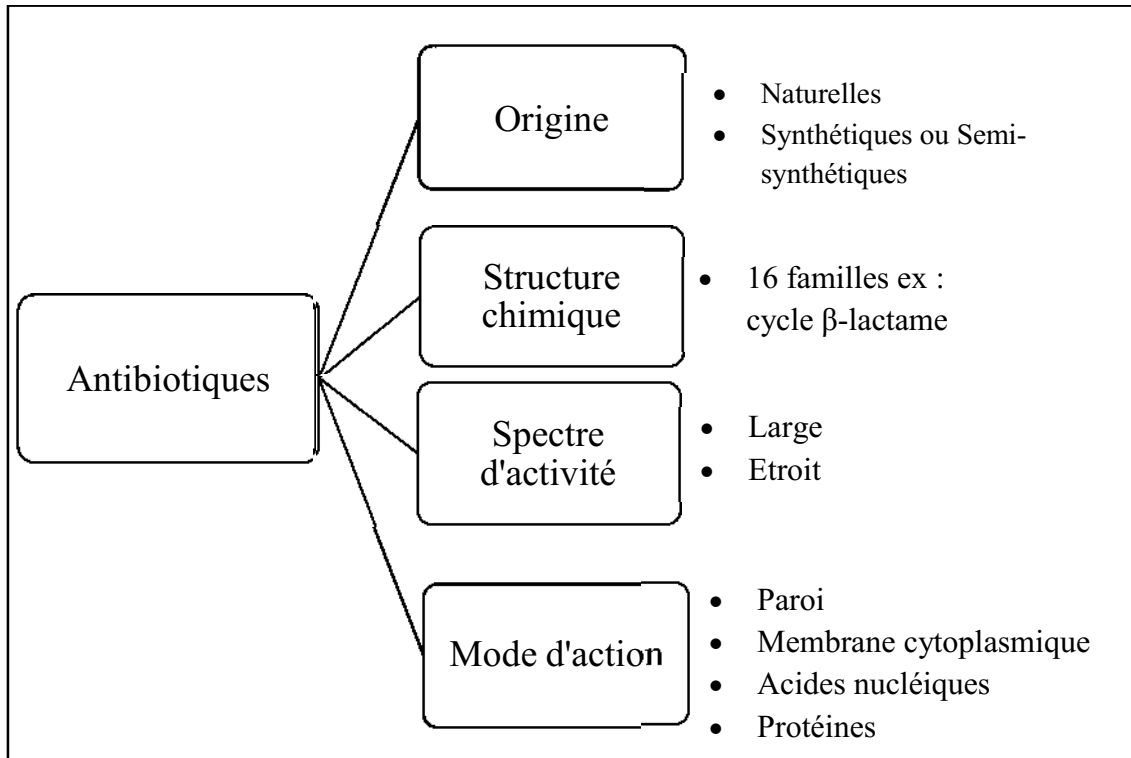 Antibiotiques
Origine
• Naturelles
• Synthétiques ou Semi-
synthétiques
Structure
chimique
• 16 familles ex :
cycle β-lactame
Spectre
d'activité
• Large
• Etroit
Mode d'action
• Paroi
• Membrane cytoplasmique
• Acides nucléiques
• Protéines